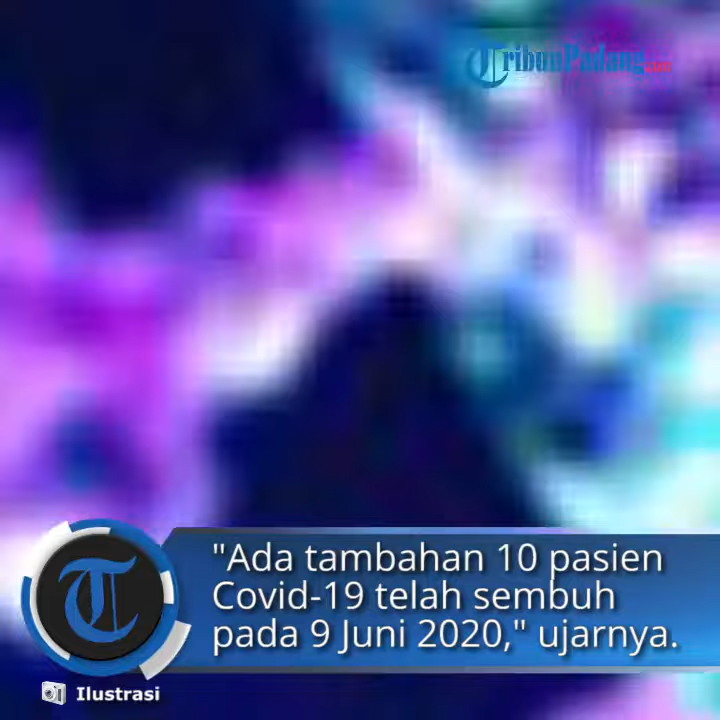 TribunPadang.com
"Ada tambahan 10 pasien
Covid-19 telah sembuh
pada 9 Juni 2020," ujarnya.
Ilustrasi